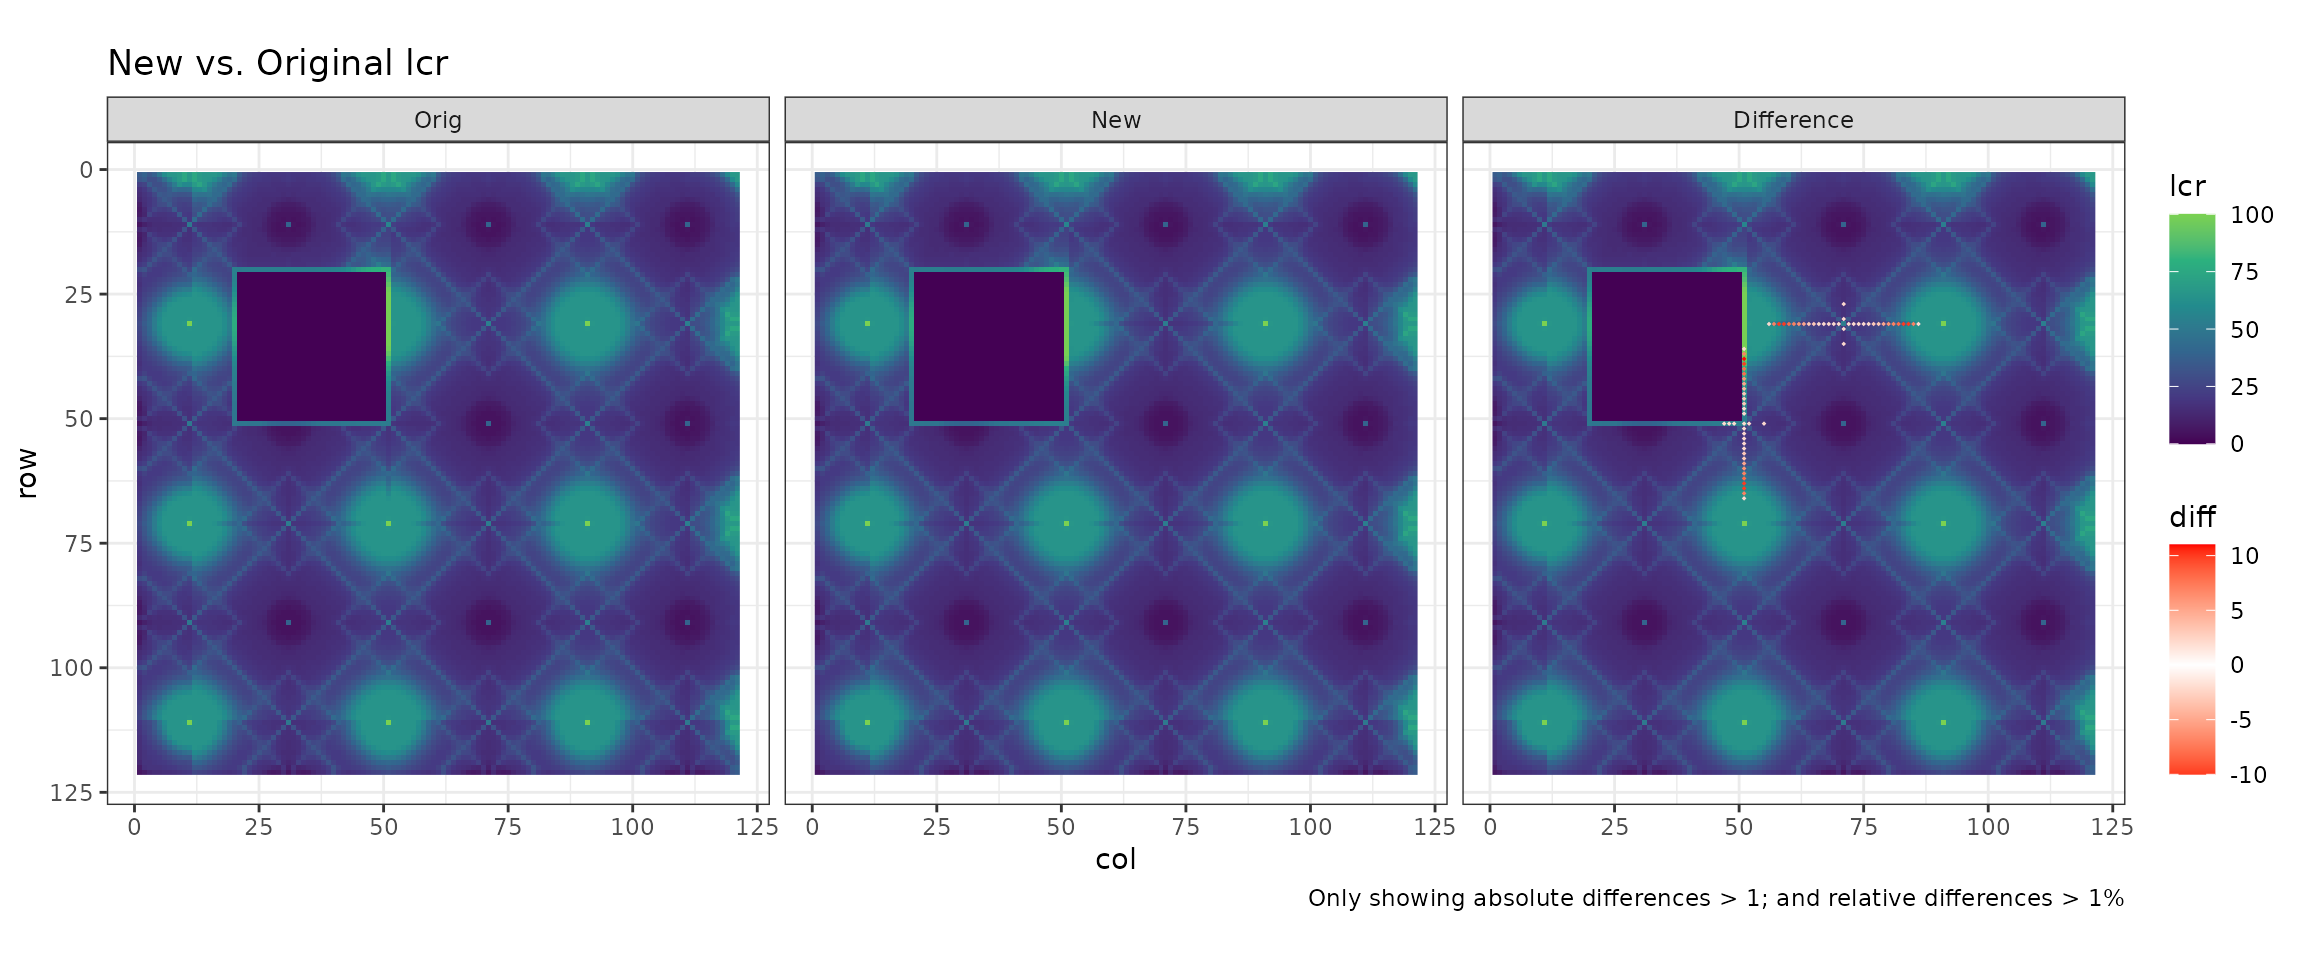 New vs. Original lcr
Orig
New
Difference
row
0
25
50
75
100
125
0 25 50 75 100 125
0 25 50 75 100 125
0 25 50 75 100 125
col
lcr
100
75
50
25
0
diff
10
5
0
-5
-10
Only showing absolute differences > 1; and relative differences > 1%